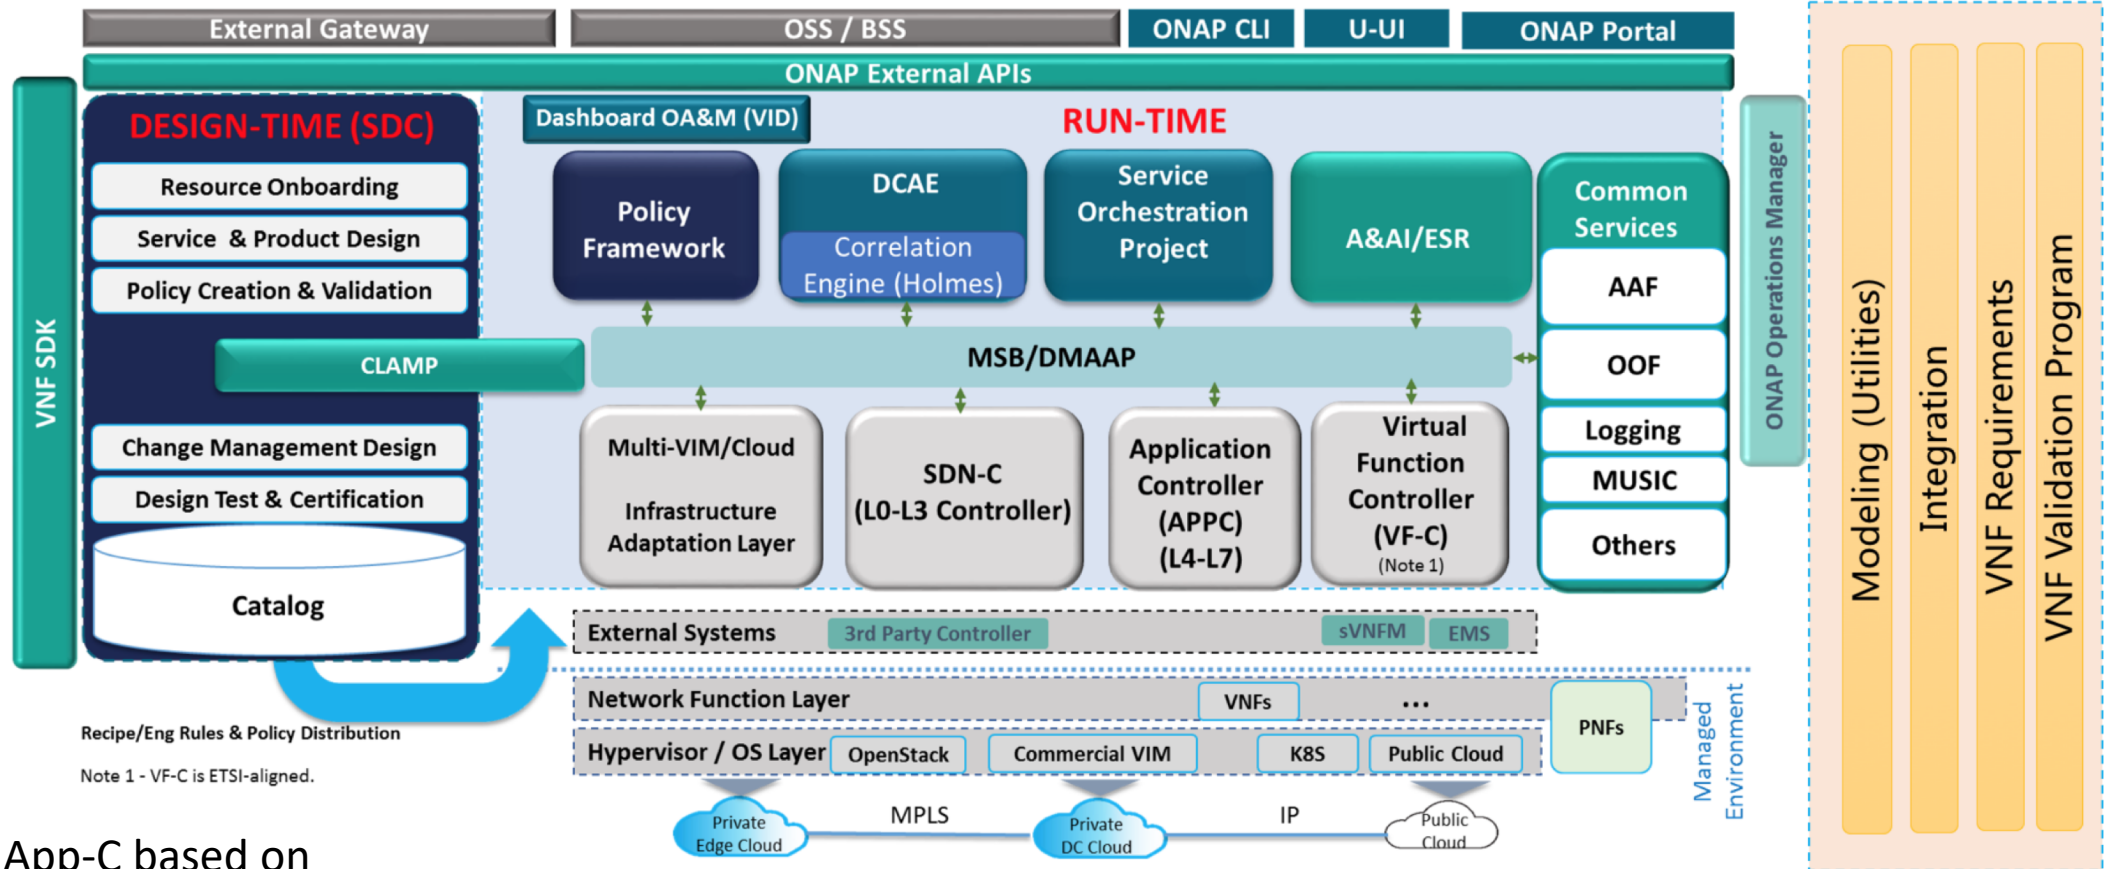 External Gateway
OSS / BSS
ONAP CLI
U-UI
ONAP Portal
ONAP External APIs
VNF SDK
DESIGN-TIME (SDC)
Resource Onboarding
Service & Product Design
Policy Creation & Validation
CLAMP
Change Management Design
Design Test & Certification
Catalog
Recipe/Eng Rules & Policy Distribution
Note 1 - VF-C is ETSI-aligned.
App-C based on
Dashboard OA&M (VID)
RUN-TIME
Policy
Framework
DCAE
Correlation
Engine (Holmes)
Service
Orchestration
Project
A&AI/ESR
Common
Services
AAF
OOF
Logging
MUSIC
Others
MSB/DMAAP
Multi-VIM/Cloud
Infrastructure
Adaptation Layer
SDN-C
(L0-L3 Controller)
Application
Controller
(APPC)
(L4-L7)
Virtual
Function
Controller
(VF-C)
(Note 1)
External Systems
3rd Party Controller
sVNFM
EMS
Network Function Layer
VNFs
...
PNFs
Hypervisor / OS Layer
OpenStack
Commercial VIM
K8S
Public Cloud
Managed
Environment
Private
Edge Cloud
MPLS
Private
DC Cloud
IP
Public
Cloud
ONAP Operations Manager
Modeling (Utilities)
Integration
VNF Requirements
VNF Validation Program